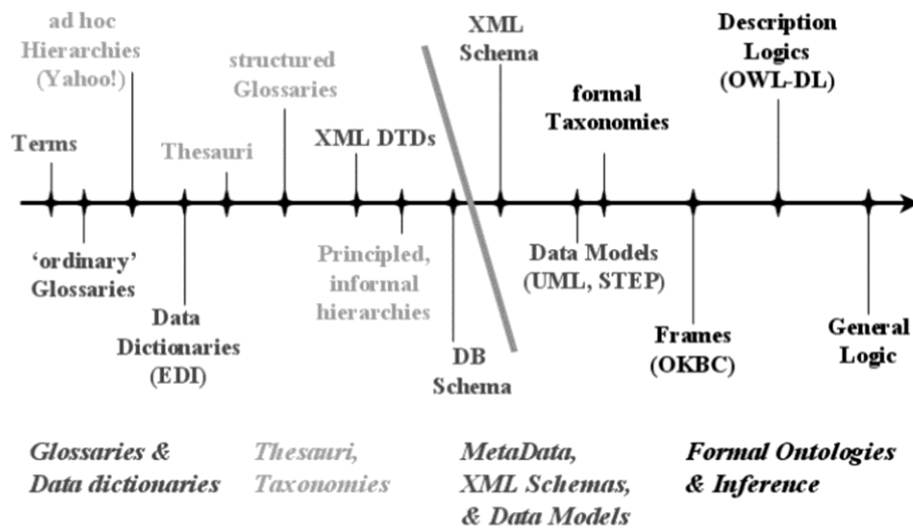 ad hoc
Hierarchies
(Yahoo!)
structured
Glossaries
XML
Schema
Description
Logics
(OWL-DL)
formal
Taxonomies
Terms
Thesauri
XML DTDs
‘ordinary’
Glossaries
Data
Dictionaries
(EDI)
Principled,
informal
hierarchies
DB
Schema
Data Models
(UML, STEP)
Frames
(OKBC)
General
Logic
Glossaries &
Data dictionaries
Thesauri,
Taxonomies
MetaData,
XML Schemas,
& Data Models
Formal Ontologies
& Inference